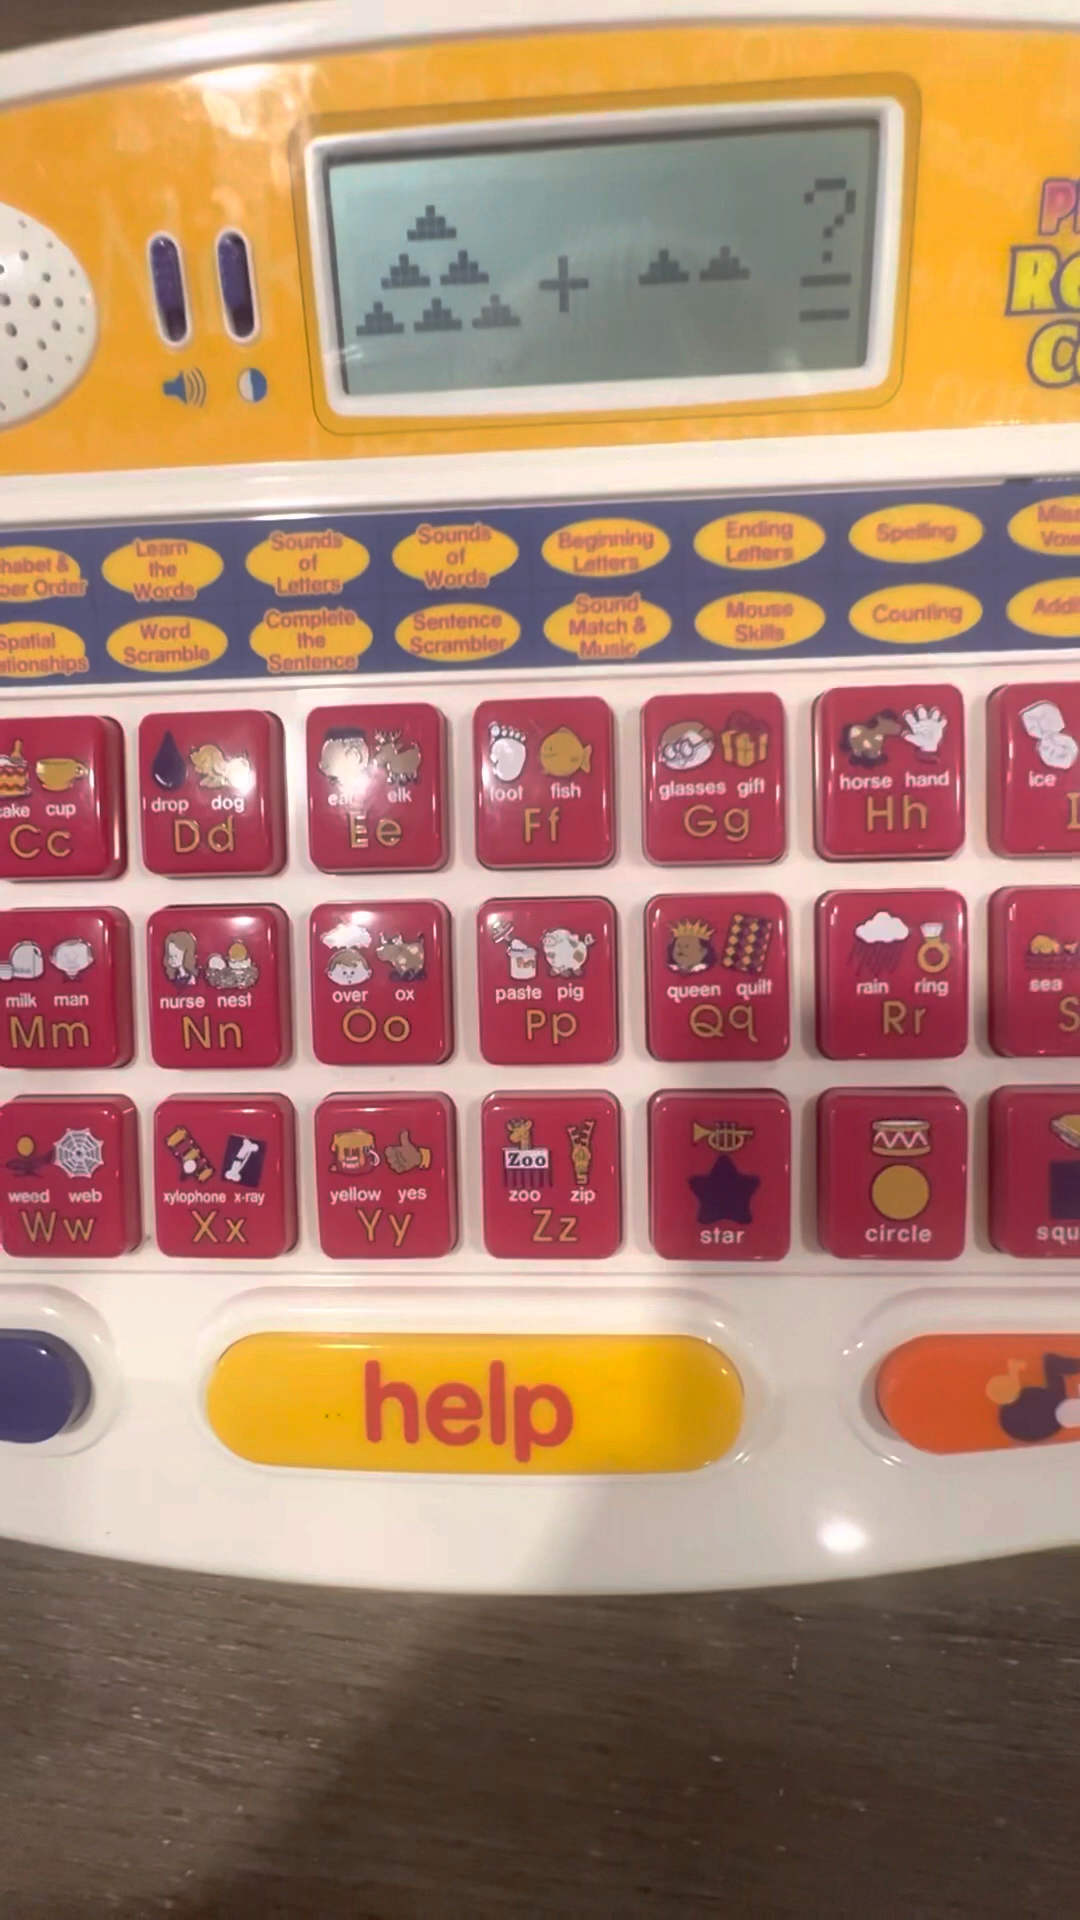 + ?
=
Learn
the
Words
Sounds
of
Letters
Sounds
of
Words
Beginning
Letters
Ending
Letters
Spelling
Spatial
Word
Scramble
Complete
the
Sentence
Sentence
Scrambler
Sound
Match &
Music
Mouse
Skills
Counting
cup
Cc
drop dog
Dd
elk
Ee
foot fish
Ff
glasses gift
Gg
horse hand
Hh
ice
milk man
Mm
nurse nest
Nn
over ox
Oo
paste pig
Pp
queen quilt
Qq
rain ring
Rr
sea
weed web
Ww
xylophone x-ray
Xx
yellow yes
Yy
Zoo
zoo zip
Zz
star
circle
help